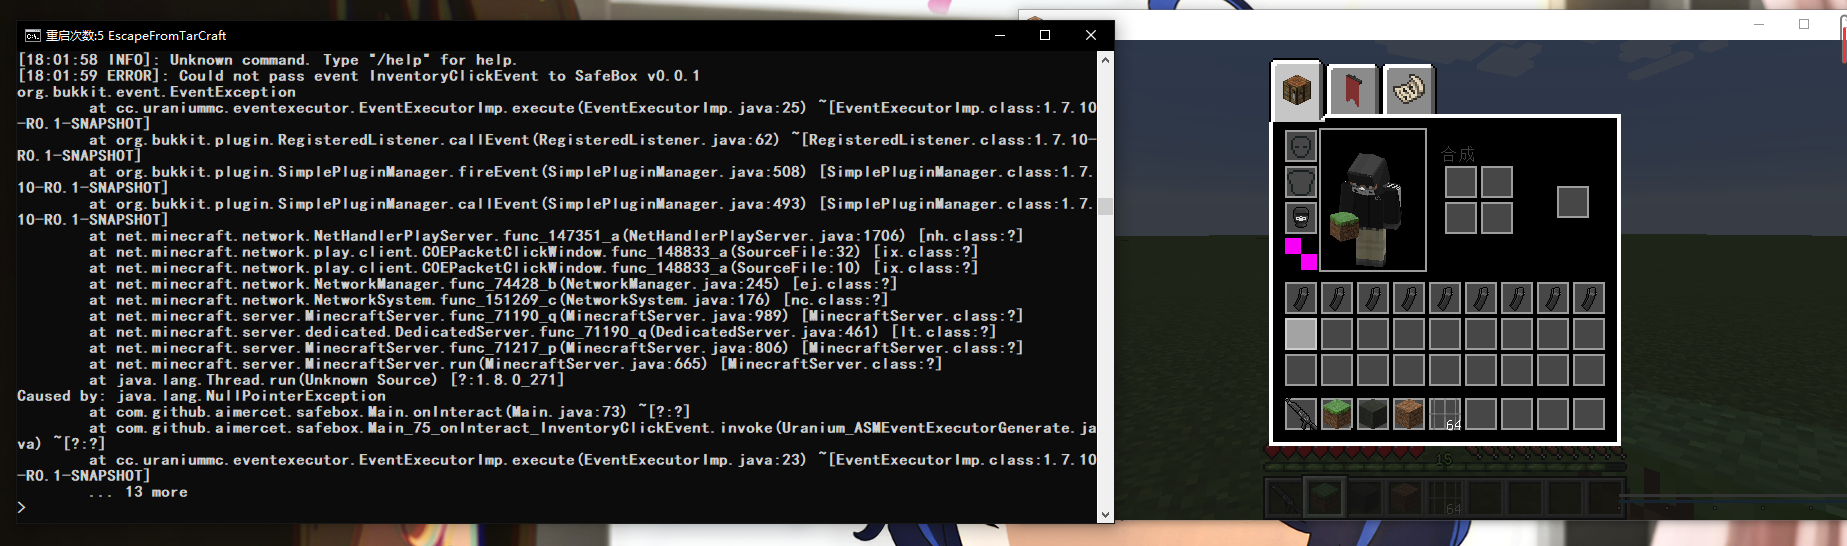 重启次数:5 EscapeFromTarCraft
[18:01:58 INFO]: Unknown command. Type "/help" for help.
[18:01:59 ERROR]: Could not pass event InventoryClickEvent to SafeBox v0.0.1
org.bukkit.event.EventException
at cc.uraniummc.eventexecutor.EventExecutorImp.execute(EventExecutorImp.java:25) ~[EventExecutorImp.class:1.7.10
-R0.1-SNAPSHOT]
at org.bukkit.plugin.RegisteredListener.callEvent(RegisteredListener.java:62) ~[RegisteredListener.class:1.7.10-
R0.1-SNAPSHOT]
at org.bukkit.plugin.SimplePluginManager.fireEvent(SimplePluginManager.java:508) [SimplePluginManager.class:1.7.
10-R0.1-SNAPSHOT]
at org.bukkit.plugin.SimplePluginManager.callEvent(SimplePluginManager.java:493) [SimplePluginManager.class:1.7.
10-R0.1-SNAPSHOT]
at net.minecraft.network.NetHandlerPlayServer.func_147351_a(NetHandlerPlayServer.java:1706) [nh.class:?]
at net.minecraft.network.play.client.C0EPacketClickWindow.func_148833_a(SourceFile:32) [ix.class:?]
at net.minecraft.network.play.client.C0EPacketClickWindow.func_148833_a(SourceFile:10) [ix.class:?]
at net.minecraft.network.NetworkManager.func_74428_b(NetworkManager.java:245) [ej.class:?]
at net.minecraft.network.NetworkSystem.func_151269_c(NetworkSystem.java:176) [nc.class:?]
at net.minecraft.server.MinecraftServer.func_71190_q(MinecraftServer.java:989) [MinecraftServer.class:?]
at net.minecraft.server.dedicated.DedicatedServer.func_71190_q(DedicatedServer.java:461) [lt.class:?]
at net.minecraft.server.MinecraftServer.func_71217_p(MinecraftServer.java:806) [MinecraftServer.class:?]
at net.minecraft.server.MinecraftServer.run(MinecraftServer.java:665) [MinecraftServer.class:?]
at java.lang.Thread.run(Unknown Source) [?:1.8.0_271]
Caused by: java.lang.NullPointerException
at com.github.aimercet.safebox.Main.onInteract(Main.java:73) ~[?:?]
at com.github.aimercet.safebox.Main_75_onInteract_InventoryClickEvent.invoke(Uranium_ASMEventExecutorGenerate.ja
va) ~[?:?]
at cc.uraniummc.eventexecutor.EventExecutorImp.execute(EventExecutorImp.java:23) ~[EventExecutorImp.class:1.7.10
-R0.1-SNAPSHOT]
... 13 more
>
合成
64
15
64